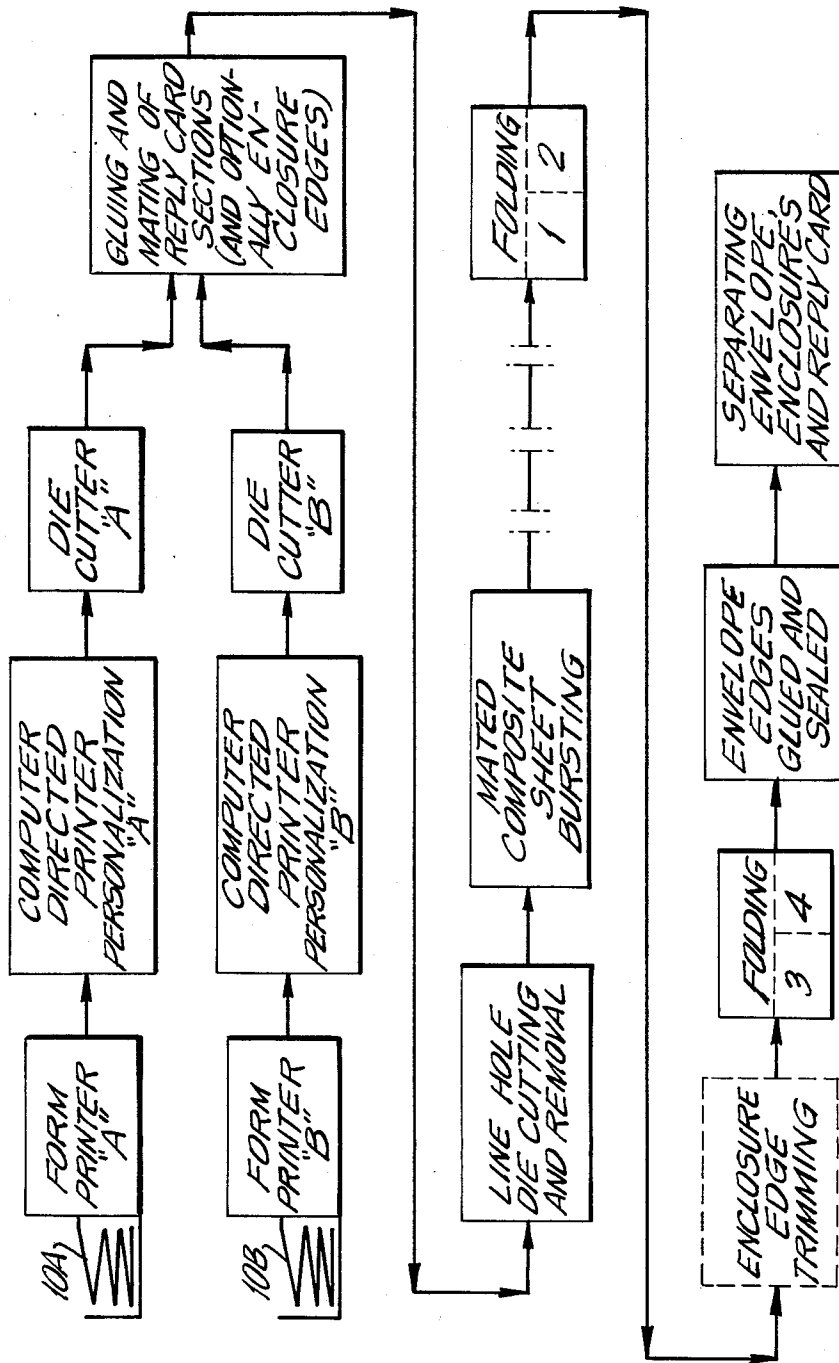 10A
FORM
PRINTER
"A"
COMPUTER
DIRECTED
PRINTER
PERSONALIZATION
"A"
DIE
CUTTER
"A"
10B
FORM
PRINTER
"B"
COMPUTER
DIRECTED
PRINTER
PERSONALIZATION
"B"
DIE
CUTTER
"B"
GLUING AND
MATING OF
REPLY CARD
SECTIONS
(AND OPTION-
ALLY EN-
CLOSURE
EDGES)
LINE HOLE
DIE CUTTING
AND REMOVAL
MATED
COMPOSITE
SHEET
BURSTING
FOLDING
1 2
ENCLOSURE
EDGE
TRIMMING
FOLDING
3 4
ENVELOPE
EDGES
GLUED AND
SEALED
SEPARATING
ENVELOPE,
ENCLOSURE'S
AND REPLY CARD